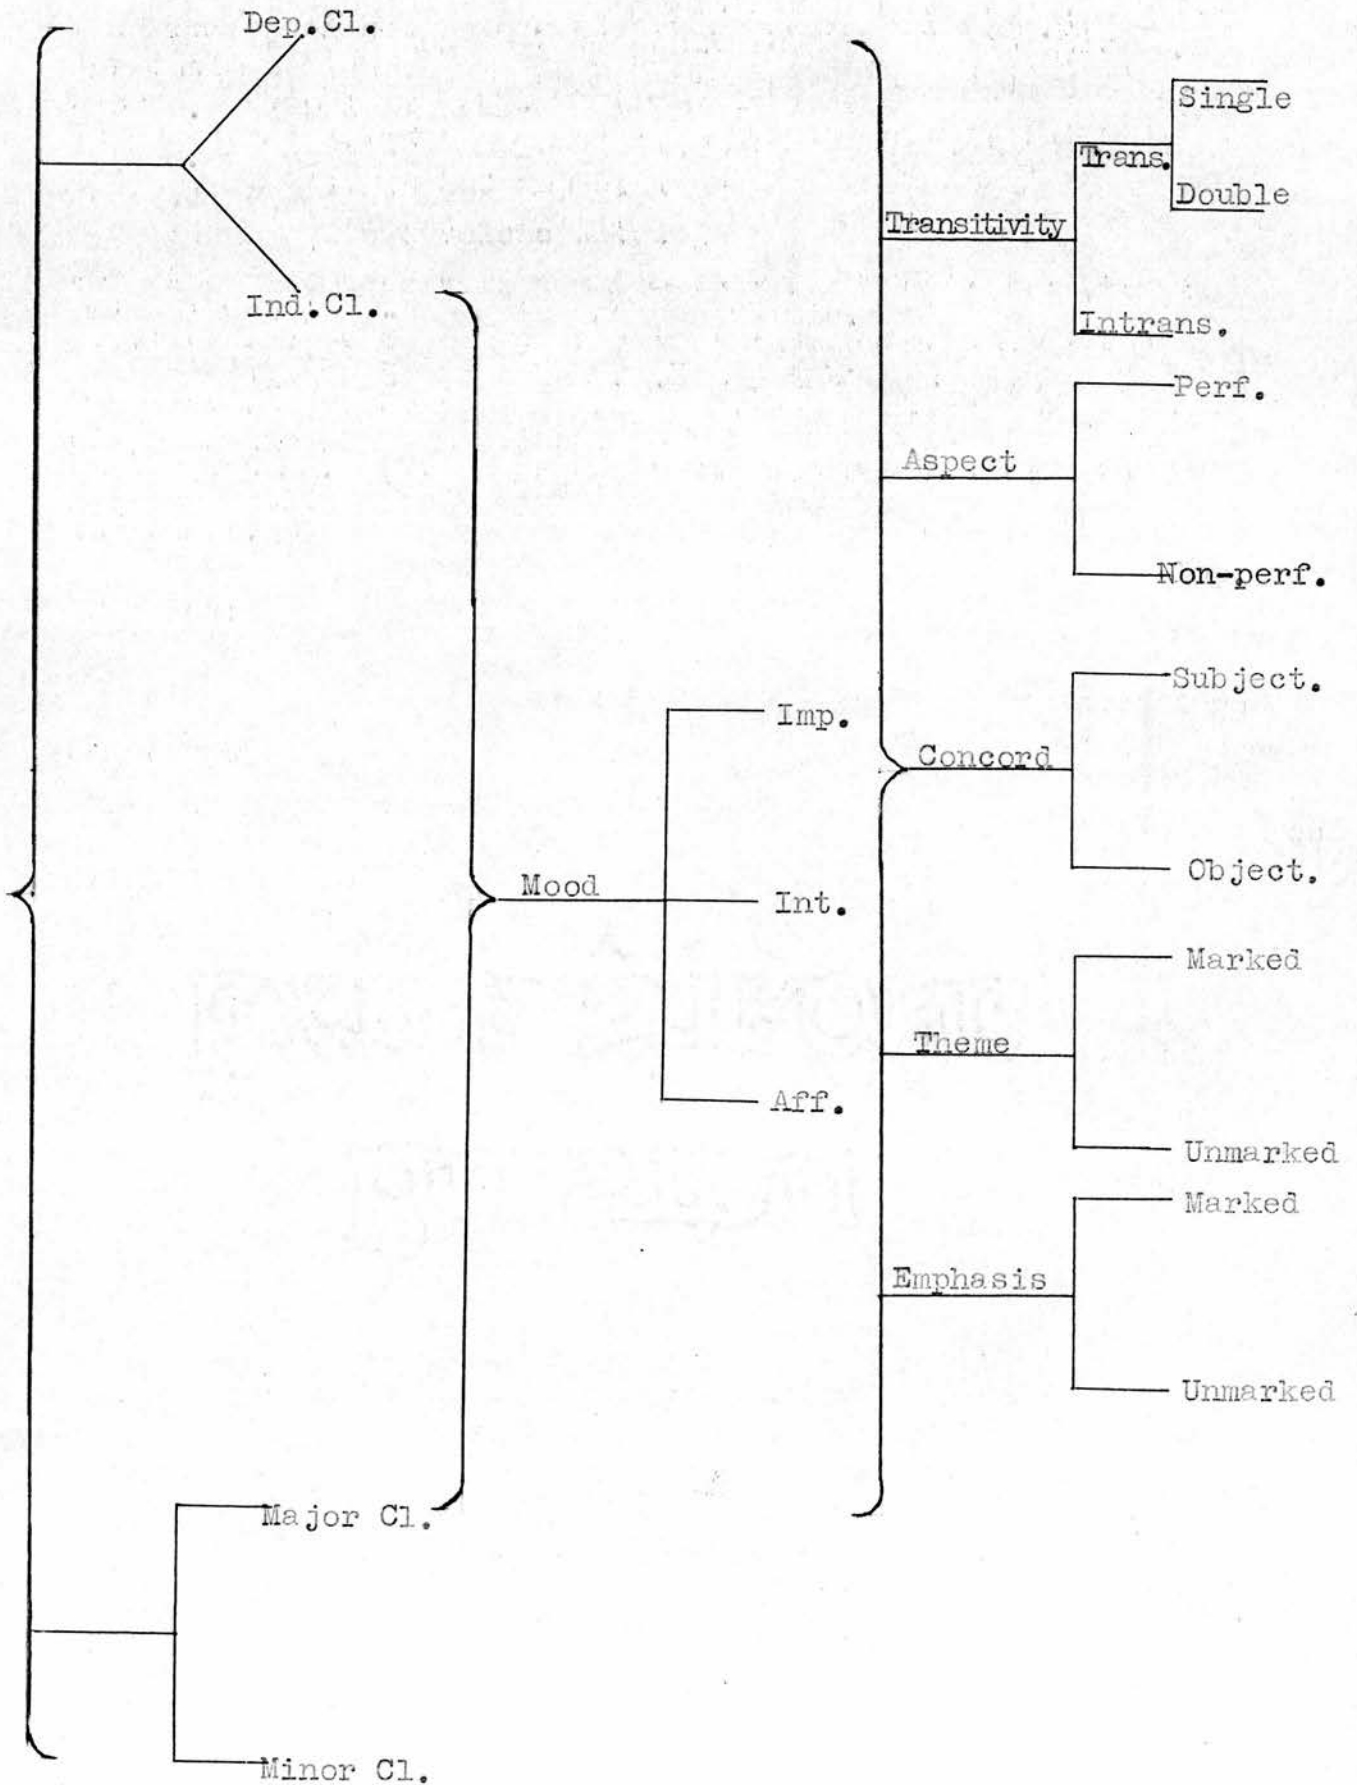 Dep.Cl.
Single
Trans.
Double
Transitivity
Ind.Cl.
Intrans.
Perf.
Aspect
Non-perf.
Subject.
Imp.
Concord
Object.
Mood
Int.
Marked
Theme
Aff.
Unmarked
Marked
Emphasis
Unmarked
Major Cl.
Minor Cl.